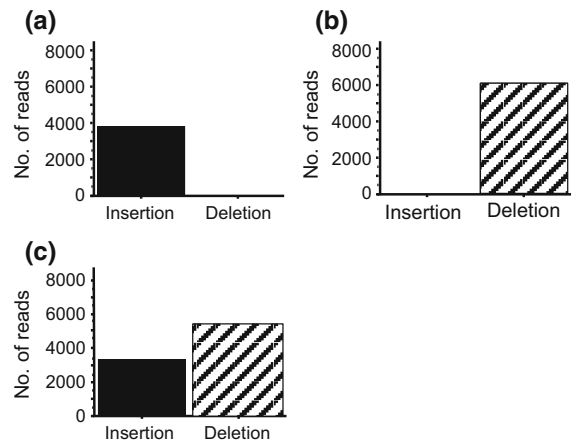 (a)
No. of reads
8000
6000
4000
2000
0
Insertion Deletion
(b)
No. of reads
8000
6000
4000
2000
0
Insertion Deletion
(c)
No. of reads
8000
6000
4000
2000
0
Insertion Deletion